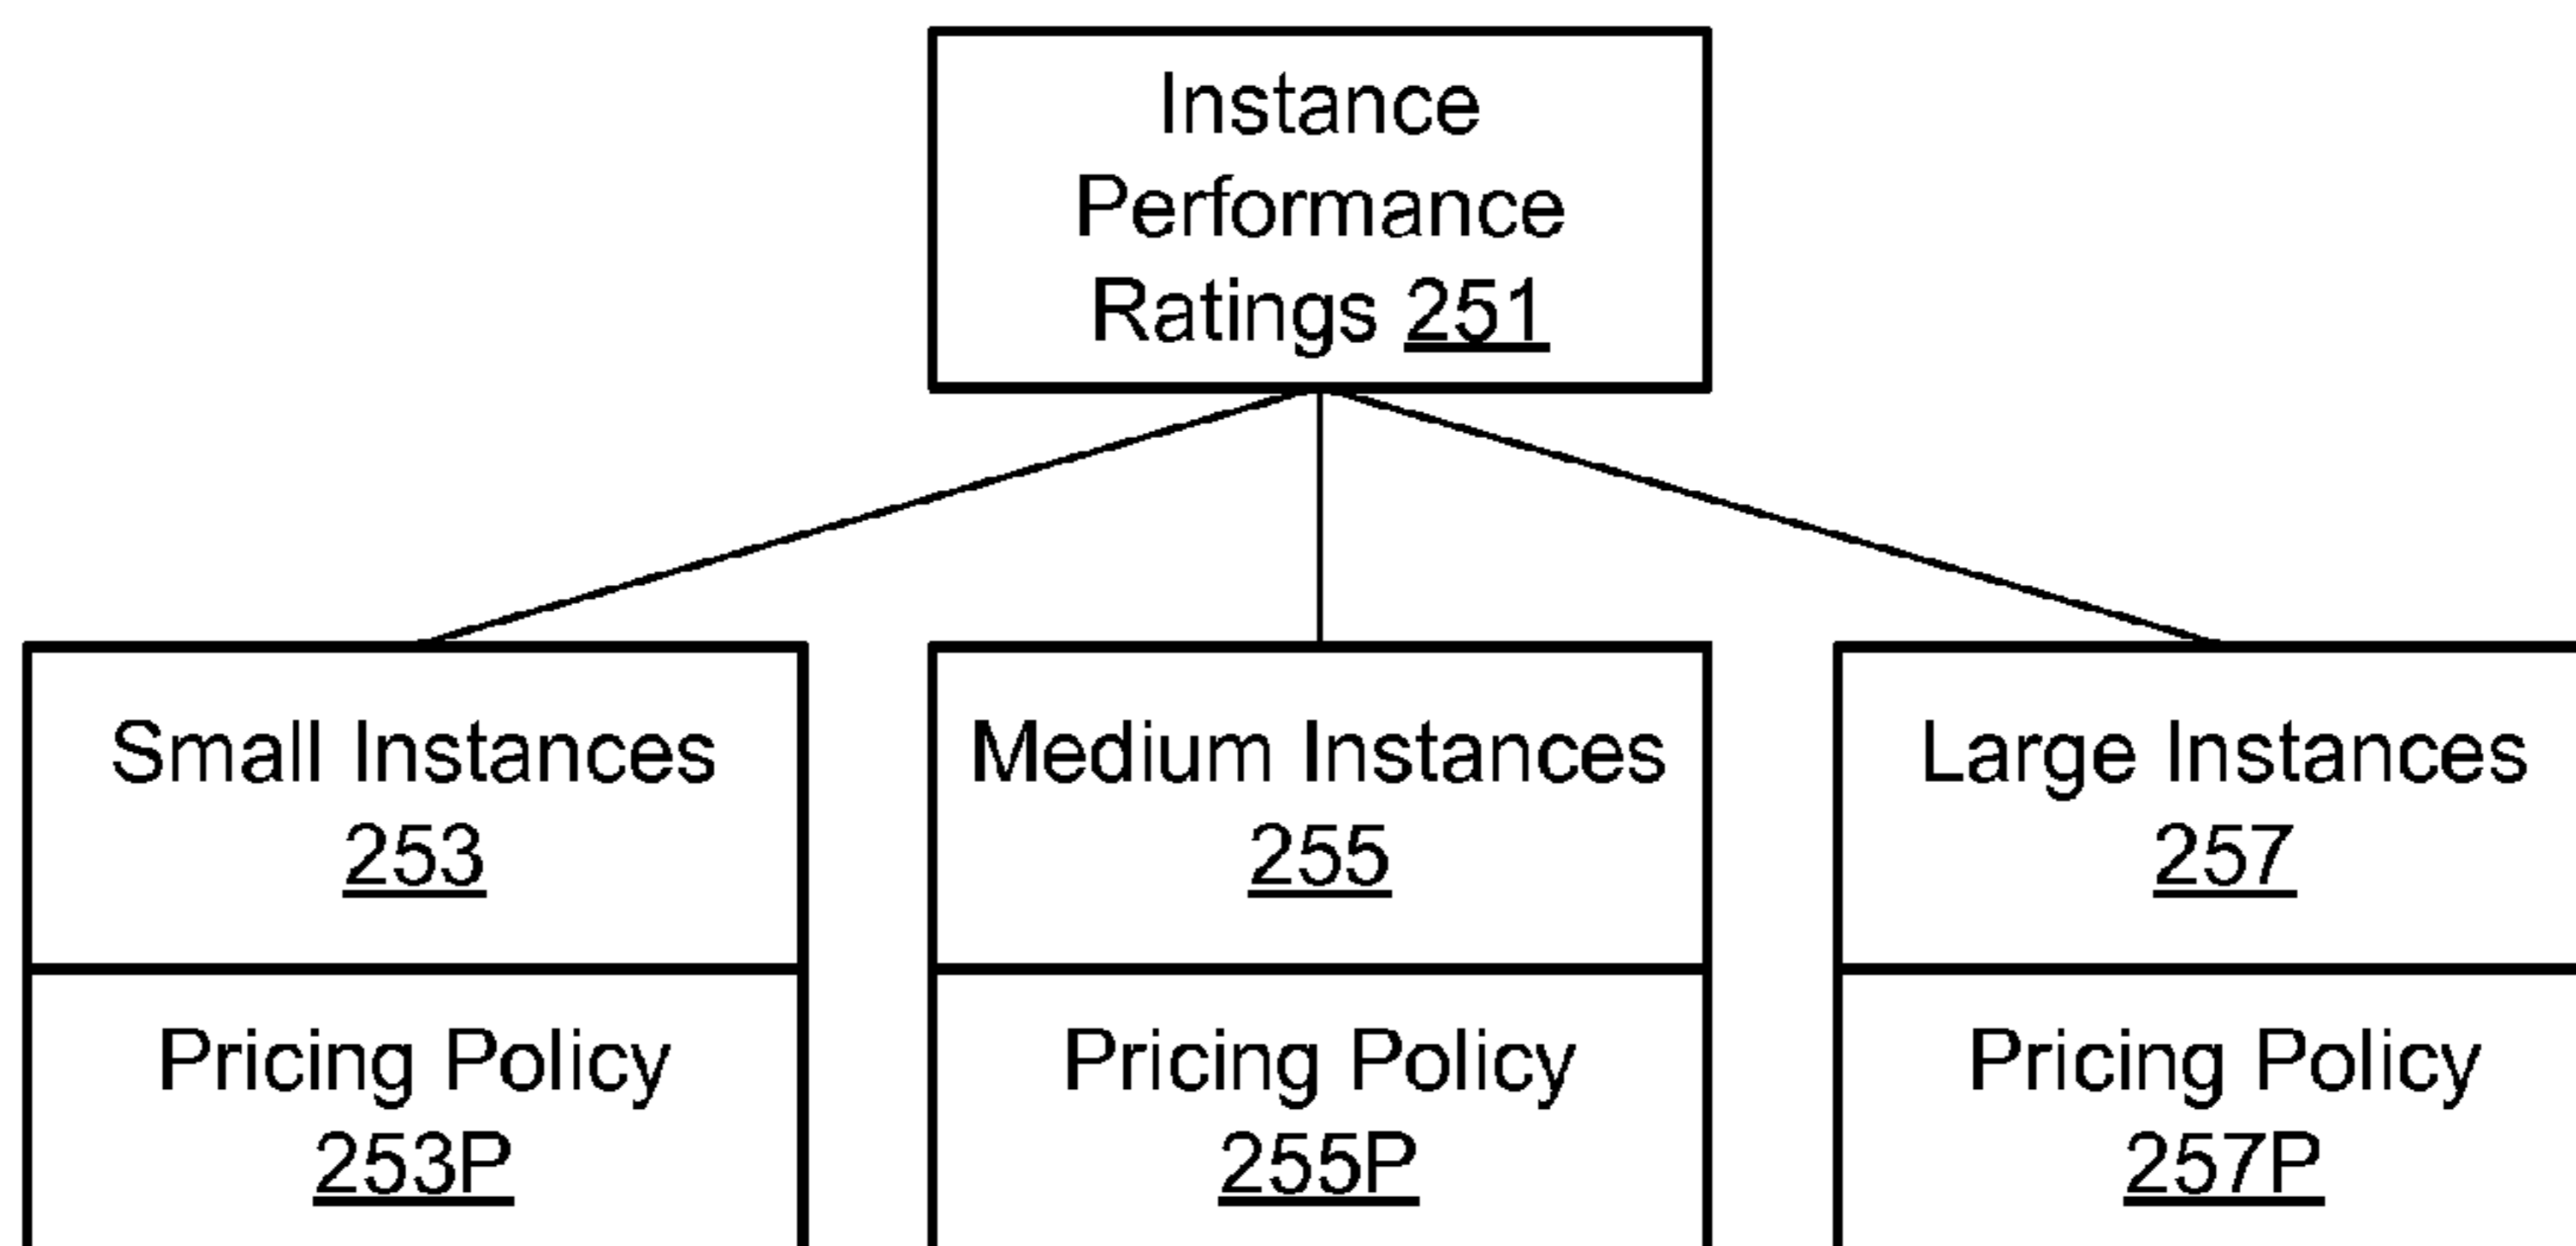 Instance
Performance
Ratings 251
Small Instances
253
Pricing Policy
253P
Medium Instances
255
Pricing Policy
255P
Large Instances
257
Pricing Policy
257P